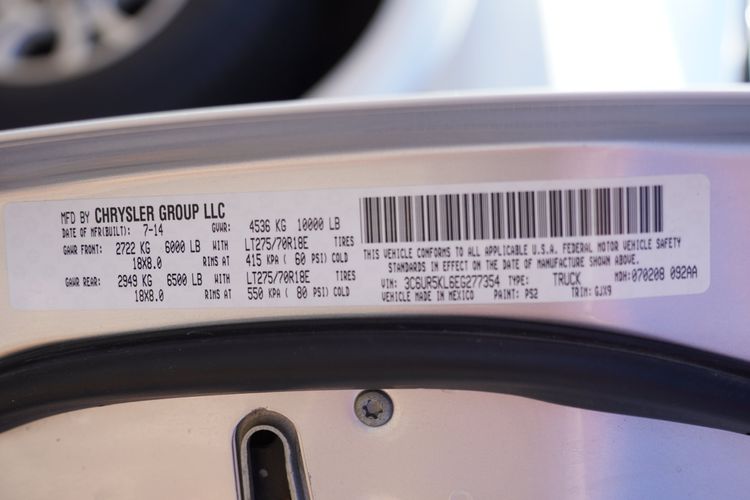 MFD BY CHRYSLER GROUP LLC
DATE OF MFR(BUILT): 7-14 GVWR: 4536 KG 10000 LB
GAWR FRONT: 2722 KG 6000 LB WITH LT275/70R18E TIRES
18X8.0 RIMS AT 415 KPA ( 60 PSI) COLD
GAWR REAR: 2949 KG 6500 LB WITH LT275/70R18E TIRES
18X8.0 RIMS AT 550 KPA ( 80 PSI) COLD
THIS VEHICLE CONFORMS TO ALL APPLICABLE U.S.A. FEDERAL MOTOR VEHICLE SAFETY
STANDARDS IN EFFECT ON THE DATE OF MANUFACTURE SHOWN ABOVE.
VIN: 3C6UR5KL6EG277354 TYPE: TRUCK MDH: 070208 092AA
VEHICLE MADE IN MEXICO PAINT: PS2 TRIM: GJX9